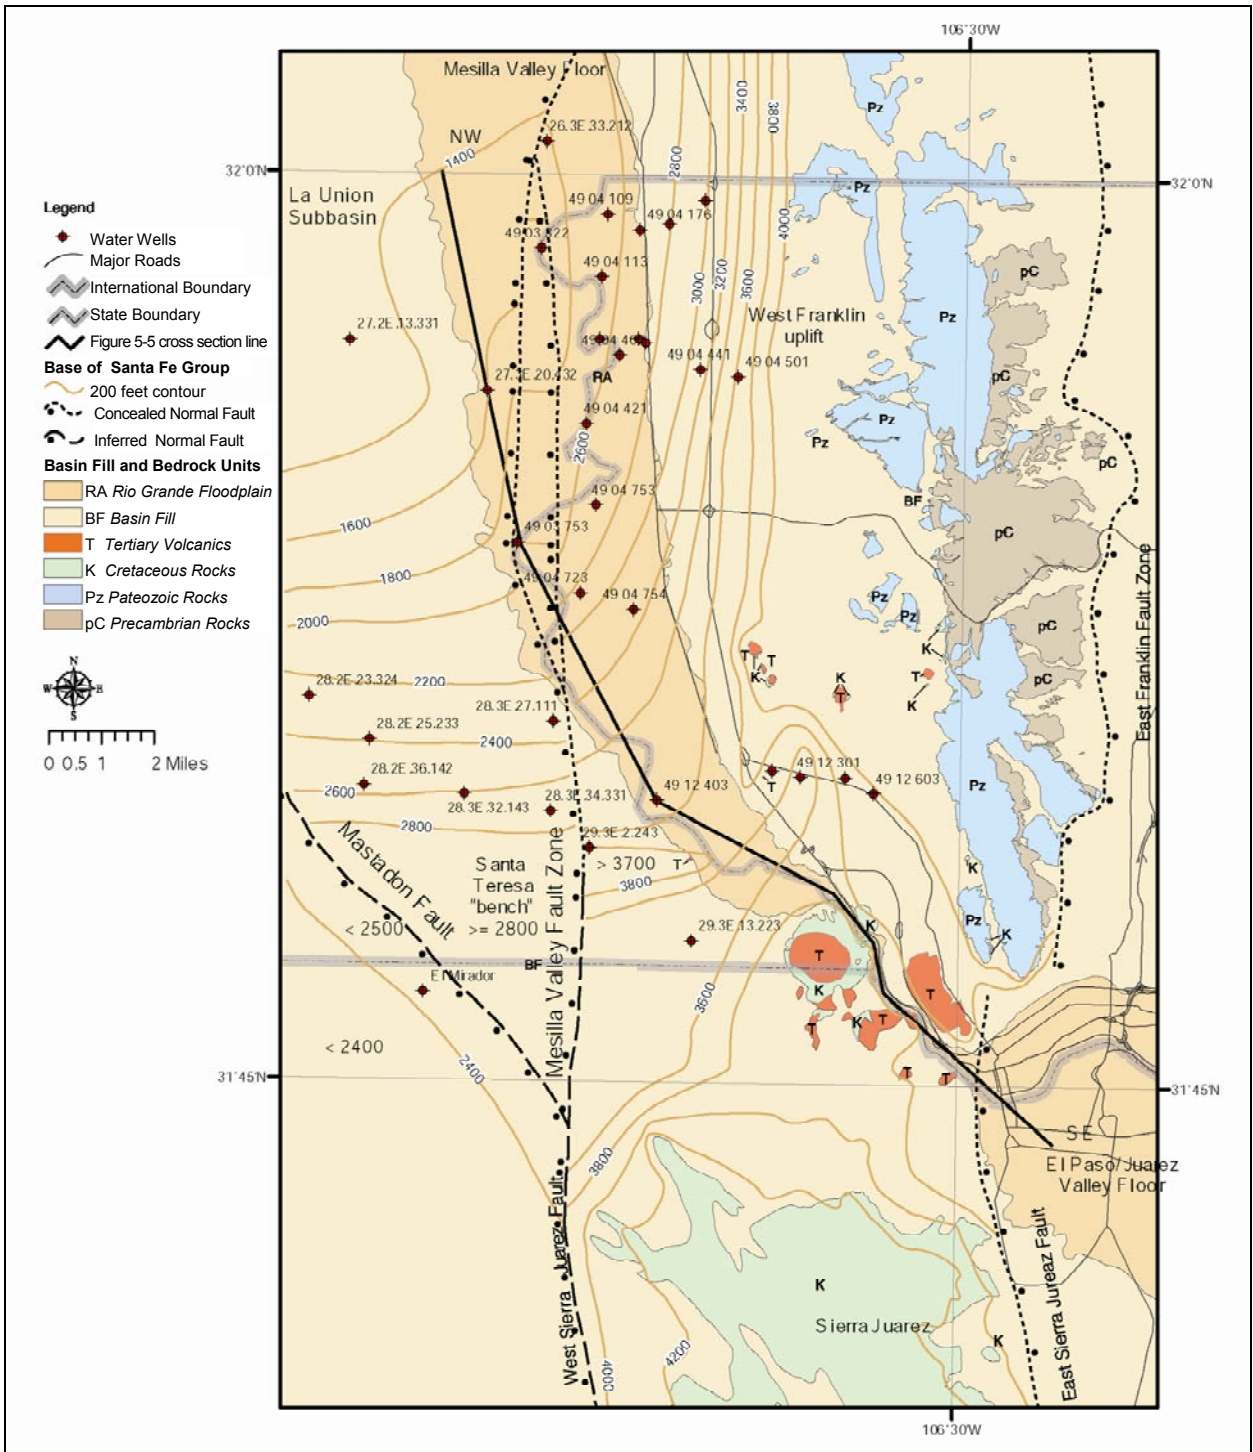 106°30'W
Mesilla Valley Floor
Pz
3400
3800
NW
26.3E.33.212
1400
2800
32°0'N
32°0'N
Pz
La Union
Subbasin
49 04 109
49 04 176
4000
49 03 322
49 04 113
pC
3000
3200
3600
West Franklin
uplift
Pz
27.2E.13.331
49 04 441
49 04 501
RA
pC
49 04 421
Pz
Pz
2600
pC
49 04 753
BF
1600
pC
49 03 753
1800
49 04 723
49 04 754
Pz
Pz
2000
pC
K
T
T
T
K
K
T
T
K
pC
2200
28.2E 23.324
28.3E 27.111
28.2E 25.233
2400
49 12 301
49 12 603
T
Pz
28.2E 36.142
2600
28.3E 32.143
28.3E.34.331
49 12 403
2800
29.3E.2.243
Mastadon Fault
Santa
Teresa
"bench"
>= 2800
> 3700
T
3800
K
Pz
K
< 2500
29.3E 13.223
K
T
BF
El Mirador
Mesilla Valley Fault Zone
East Franklin Fault Zone
K
T
3600
T
K
T
< 2400
2400
T
T
31°45'N
31°45'N
SE
El Paso/Juarez
Valley Floor
3800
West Sierra Juarez Fault
East Sierra Jureaz Fault
K
Sierra Juarez
K
4000
4200
106°30'W
Legend
Water Wells
Major Roads
International Boundary
State Boundary
Figure 5-5 cross section line
Base of Santa Fe Group
200 feet contour
Concealed Normal Fault
Inferred Normal Fault
Basin Fill and Bedrock Units
RA Rio Grande Floodplain
BF Basin Fill
T Tertiary Volcanics
K Cretaceous Rocks
Pz Pateozoic Rocks
pC Precambrian Rocks
N
W E
S
0 0.5 1 2 Miles